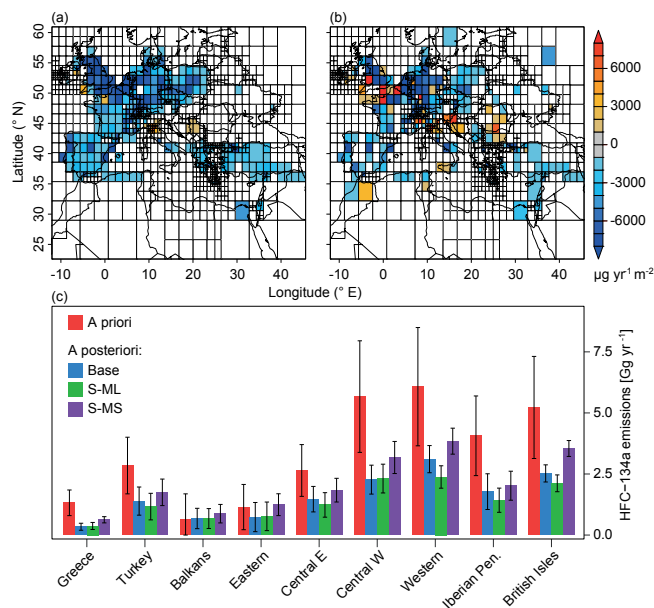 (a)
(b)
60
55
50
45
40
35
30
25
Latitude (° N)
-10
0
10
20
30
40
-10
0
10
20
30
40
Longitude (° E)
6000
3000
0
-3000
-6000
µg yr⁻¹ m⁻²
(c)
A priori
A posteriori:
Base
S-ML
S-MS
7.5
5.0
2.5
0.0
HFC−134a emissions [Gg yr⁻¹]
Greece
Turkey
Balkans
Eastern
Central E
Central W
Western
Iberian Pen.
British Isles